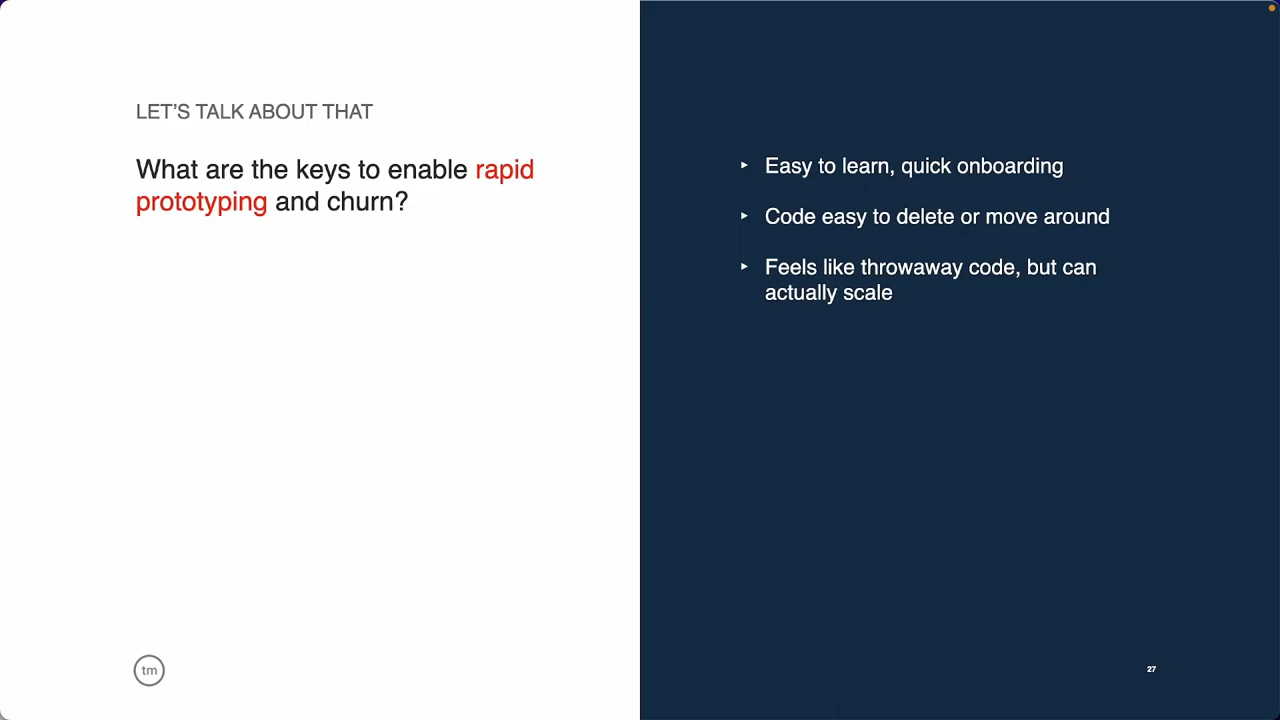 LET’S TALK ABOUT THAT
What are the keys to enable rapid
prototyping and churn?
‣ Easy to learn, quick onboarding
‣ Code easy to delete or move around
‣ Feels like throwaway code, but can
actually scale
tm
27